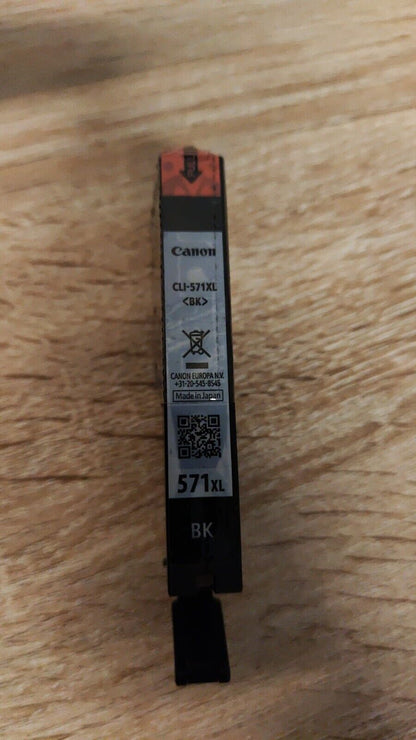 Canon
CLI-571XL
<BK>
CANON EUROPA N.V.
+31-20-545-8545
Made in Japan
571XL
BK